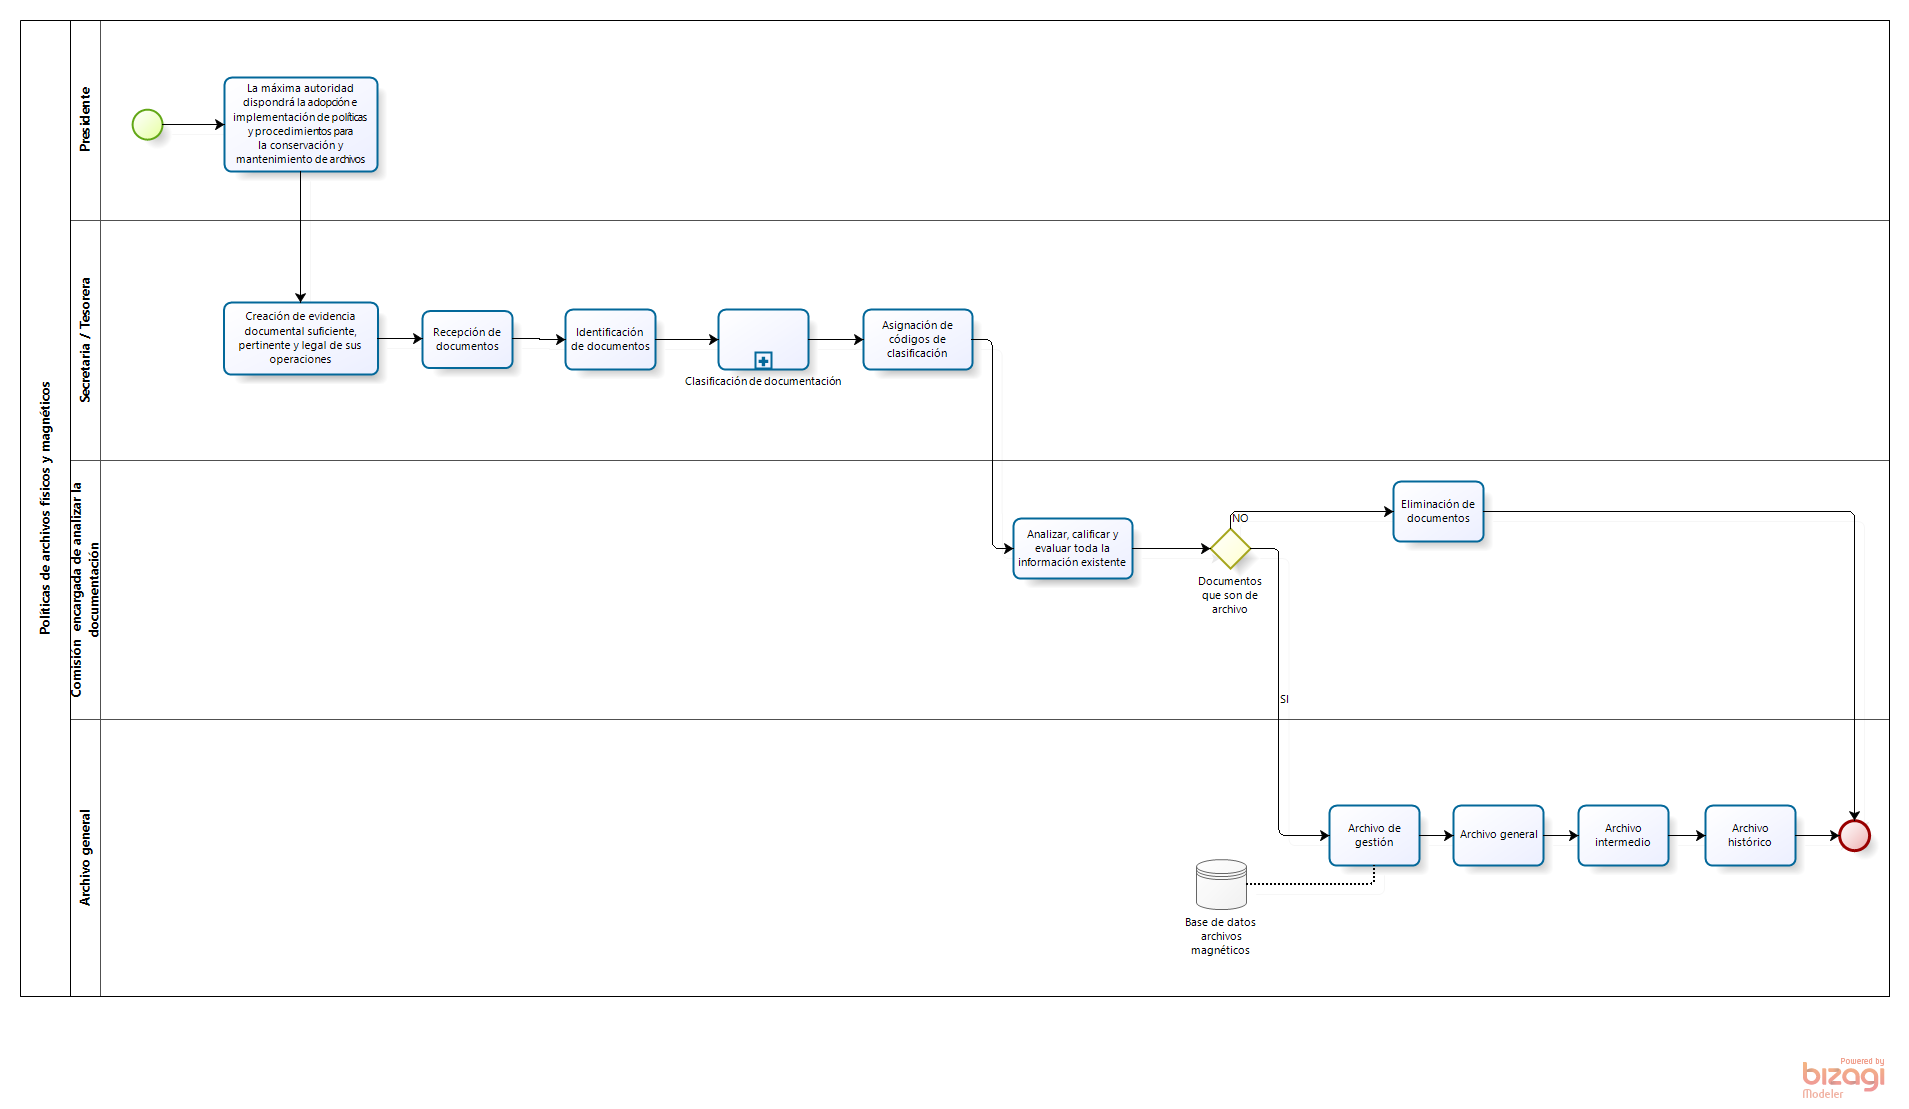 Políticas de archivos físicos y magnéticos
Presidente
La máxima autoridad
dispondrá la adopción e
implementación de políticas
y procedimientos para
la conservación y
mantenimiento de archivos
Secretaria / Tesorera
Creación de evidencia
documental suficiente,
pertinente y legal de sus
operaciones
Recepción de
documentos
Identificación
de documentos
Clasificación de documentación
Asignación de
códigos de
clasificación
Comisión encargada de analizar la
documentación
Analizar, calificar y
evaluar toda la
información existente
Documentos
que son de
archivo
NO
Eliminación de
documentos
SI
Archivo general
Archivo de
gestión
Archivo general
Archivo
intermedio
Archivo
histórico
Base de datos
archivos
magnéticos
Powered by
bizagi
Modeler